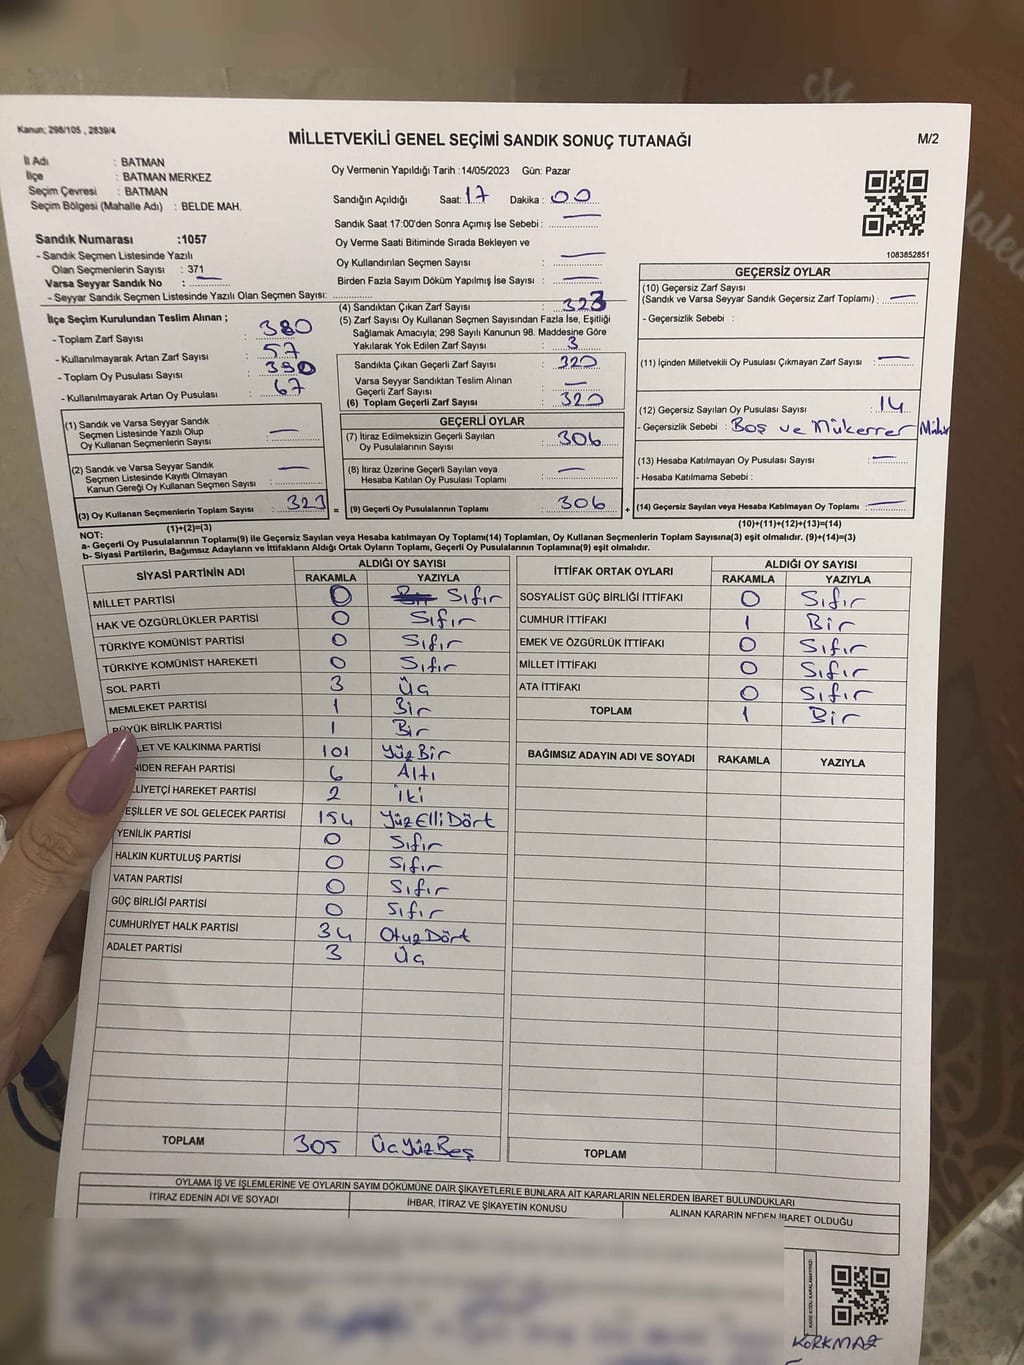 Kanun; 298/105 , 2839/4
MİLLETVEKİLİ GENEL SEÇİMİ SANDIK SONUÇ TUTANAĞI
M/2
İl Adı : BATMAN
İlçe : BATMAN MERKEZ
Seçim Çevresi : BATMAN
Seçim Bölgesi (Mahalle Adı) : BELDE MAH.
Oy Vermenin Yapıldığı Tarih :14/05/2023 Gün: Pazar
Sandığın Açıldığı Saat: 17 Dakika : 00
Sandık Saat 17:00'den Sonra Açımış İse Sebebi : —
Oy Verme Saati Bitiminde Sırada Bekleyen ve
Oy Kullandırılan Seçmen Sayısı : —
Birden Fazla Sayım Döküm Yapılmış İse Sayısı : —
1083852851
Sandık Numarası :1057
- Sandık Seçmen Listesinde Yazılı
Olan Seçmenlerin Sayısı : 371
Varsa Seyyar Sandık No : —
- Seyyar Sandık Seçmen Listesinde Yazılı Olan Seçmen Sayısı:
İlçe Seçim Kurulundan Teslim Alınan ;
- Toplam Zarf Sayısı : 380
- Kullanılmayarak Artan Zarf Sayısı : 57
- Toplam Oy Pusulası Sayısı : 390
- Kullanılmayarak Artan Oy Pusulası : 67
(1) Sandık ve Varsa Seyyar Sandık
Seçmen Listesinde Yazılı Olup
Oy Kullanan Seçmenlerin Sayısı : —
(2) Sandık ve Varsa Seyyar Sandık
Seçmen Listesinde Kayıtlı Olmayan
Kanun Gereği Oy Kullanan Seçmen Sayısı : —
(3) Oy Kullanan Seçmenlerin Toplam Sayısı : 323
(1)+(2)=(3)
(4) Sandıktan Çıkan Zarf Sayısı : 323
(5) Zarf Sayısı Oy Kullanan Seçmen Sayısından Fazla İse, Eşitliği
Sağlamak Amacıyla; 298 Sayılı Kanunun 98. Maddesine Göre
Yakılarak Yok Edilen Zarf Sayısı : 3
Sandıkta Çıkan Geçerli Zarf Sayısı : 320
Varsa Seyyar Sandıktan Teslim Alınan
Geçerli Zarf Sayısı : —
(6) Toplam Geçerli Zarf Sayısı : 320
GEÇERLİ OYLAR
(7) İtiraz Edilmeksizin Geçerli Sayılan
Oy Pusulalarının Sayısı : 306
(8) İtiraz Üzerine Geçerli Sayılan veya
Hesaba Katılan Oy Pusulası Toplamı : —
= (9) Geçerli Oy Pusulalarının Toplamı : 306 +
GEÇERSİZ OYLAR
(10) Geçersiz Zarf Sayısı
(Sandık ve Varsa Seyyar Sandık Geçersiz Zarf Toplamı) : —
- Geçersizlik Sebebi :
(11) İçinden Milletvekili Oy Pusulası Çıkmayan Zarf Sayısı : —
(12) Geçersiz Sayılan Oy Pusulası Sayısı : 14
- Geçersizlik Sebebi : Boş ve Mükerrer Mühür
(13) Hesaba Katılmayan Oy Pusulası Sayısı : —
- Hesaba Katılmama Sebebi :
(14) Geçersiz Sayılan veya Hesaba Katılmayan Oy Toplamı : —
(10)+(11)+(12)+(13)=(14)
NOT:
a- Geçerli Oy Pusulalarının Toplamı(9) ile Geçersiz Sayılan veya Hesaba katılmayan Oy Toplamı(14) Toplamları, Oy Kullanan Seçmenlerin Toplam Sayısına(3) eşit olmalıdır. (9)+(14)=(3)
b- Siyasi Partilerin, Bağımsız Adayların ve İttifakların Aldığı Ortak Oyların Toplamı, Geçerli Oy Pusulalarının Toplamına(9) eşit olmalıdır.
SİYASİ PARTİNİN ADI ALDIĞI OY SAYISI
RAKAMLA YAZIYLA
MİLLET PARTİSİ 0 Sıfır
HAK VE ÖZGÜRLÜKLER PARTİSİ 0 Sıfır
TÜRKİYE KOMÜNİST PARTİSİ 0 Sıfır
TÜRKİYE KOMÜNİST HAREKETİ 0 Sıfır
SOL PARTİ 3 Üç
MEMLEKET PARTİSİ 1 Bir
BÜYÜK BİRLİK PARTİSİ 1 Bir
LET VE KALKINMA PARTİSİ 101 YüzBir
NİDEN REFAH PARTİSİ 6 Altı
LLİYETÇİ HAREKET PARTİSİ 2 İki
EŞİLLER VE SOL GELECEK PARTİSİ 154 YüzElliDört
YENİLİK PARTİSİ 0 Sıfır
HALKIN KURTULUŞ PARTİSİ 0 Sıfır
VATAN PARTİSİ 0 Sıfır
GÜÇ BİRLİĞİ PARTİSİ 0 Sıfır
CUMHURİYET HALK PARTİSİ 34 OtuzDört
ADALET PARTİSİ 3 Üç
TOPLAM 305 ÜçYüzBeş
İTTİFAK ORTAK OYLARI ALDIĞI OY SAYISI
RAKAMLA YAZIYLA
SOSYALİST GÜÇ BİRLİĞİ İTTİFAKI 0 Sıfır
CUMHUR İTTİFAKI 1 Bir
EMEK VE ÖZGÜRLÜK İTTİFAKI 0 Sıfır
MİLLET İTTİFAKI 0 Sıfır
ATA İTTİFAKI 0 Sıfır
TOPLAM 1 Bir
BAĞIMSIZ ADAYIN ADI VE SOYADI RAKAMLA YAZIYLA
TOPLAM
OYLAMA İŞ VE İŞLEMLERİNE VE OYLARIN SAYIM DÖKÜMÜNE DAİR ŞİKAYETLERLE BUNLARA AİT KARARLARIN NELERDEN İBARET BULUNDUKLARI
İTİRAZ EDENİN ADI VE SOYADI İHBAR, İTİRAZ VE ŞİKAYETİN KONUSU ALINAN KARARIN NEDEN İBARET OLDUĞU
KARE KODU KARALAMAYINIZ!
KORKMAZ